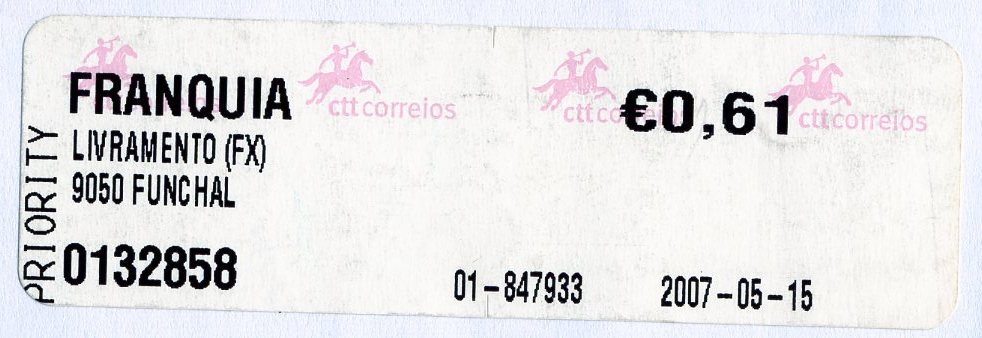 FRANQUIA
€0,61
ctt correios
ctt correios
ctt correios
LIVRAMENTO (FX)
9050 FUNCHAL
PRIORITY
0132858
01-847933
2007-05-15